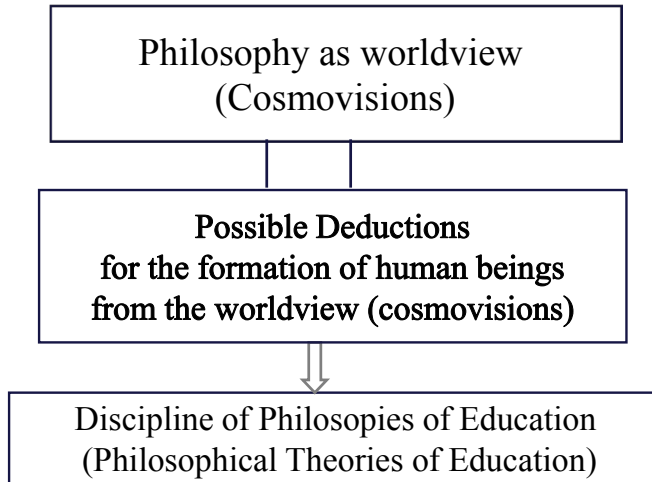 Philosophy as worldview
(Cosmovisions)
Possible Deductions
for the formation of human beings
from the worldview (cosmovisions)
Discipline of Philosopies of Education
(Philosophical Theories of Education)